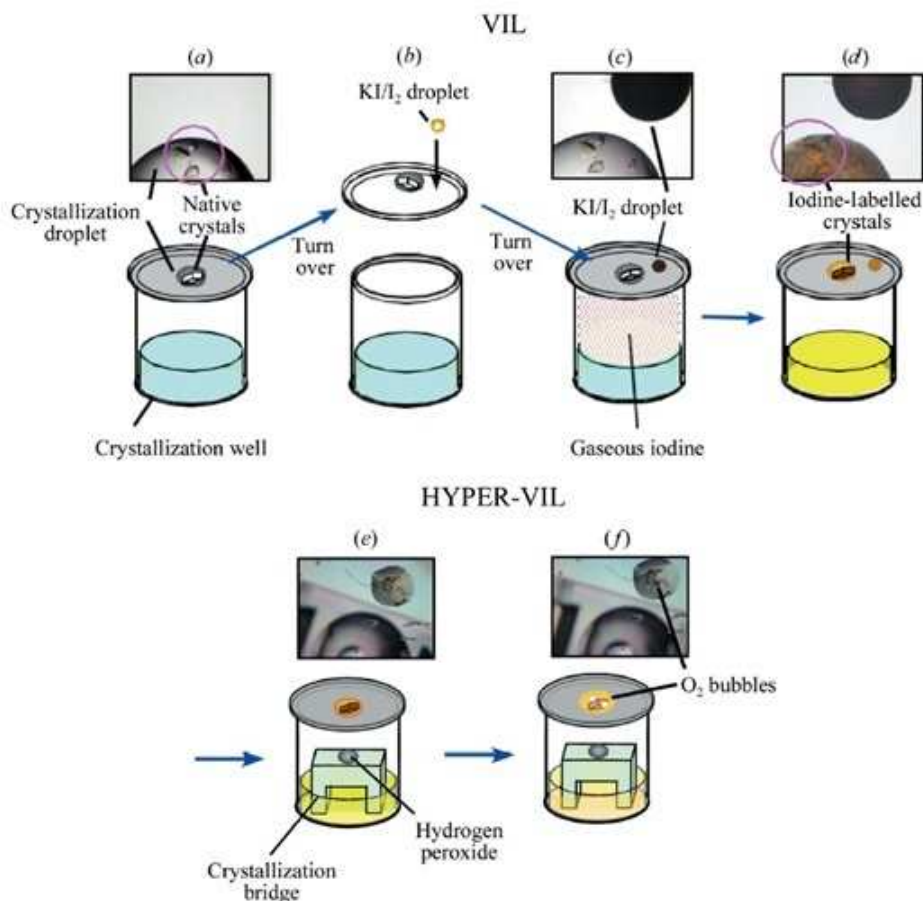 VIL
(a)
(b)
(c)
(d)
KI/I₂ droplet
Crystallization
droplet
Native
crystals
Turn
over
Turn
over
KI/I₂ droplet
Iodine-labelled
crystals
Crystallization well
Gaseous iodine
HYPER-VIL
(e)
(f)
O₂ bubbles
Hydrogen
peroxide
Crystallization
bridge